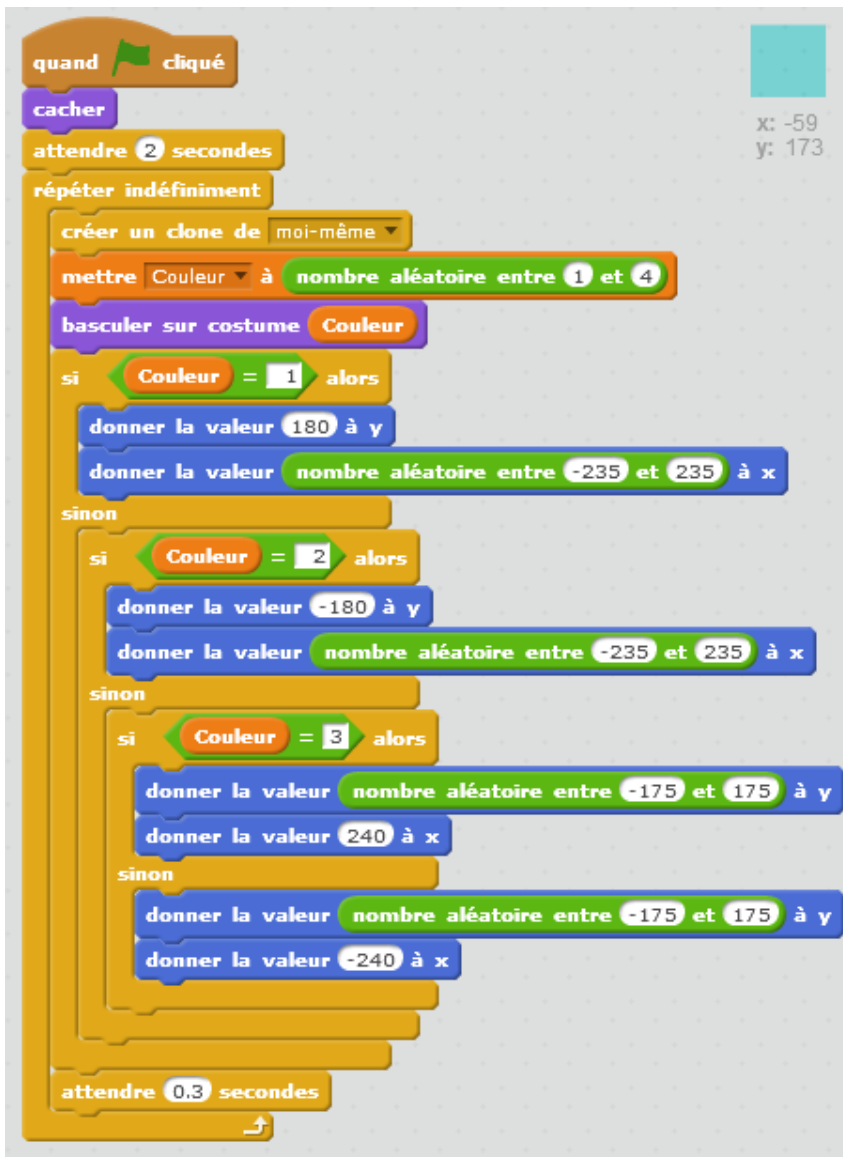 quand cliqué
cacher
x: -59
attendre 2 secondes
y: 173
répéter indéfiniment
créer un clone de moi-même
mettre Couleur à nombre aléatoire entre 1 et 4
basculer sur costume Couleur
si Couleur = 1 alors
donner la valeur 180 à y
donner la valeur nombre aléatoire entre -235 et 235 à x
sinon
si Couleur = 2 alors
donner la valeur -180 à y
donner la valeur nombre aléatoire entre -235 et 235 à x
sinon
si Couleur = 3 alors
donner la valeur nombre aléatoire entre -175 et 175 à y
donner la valeur 240 à x
sinon
donner la valeur nombre aléatoire entre -175 et 175 à y
donner la valeur -240 à x
attendre 0.3 secondes